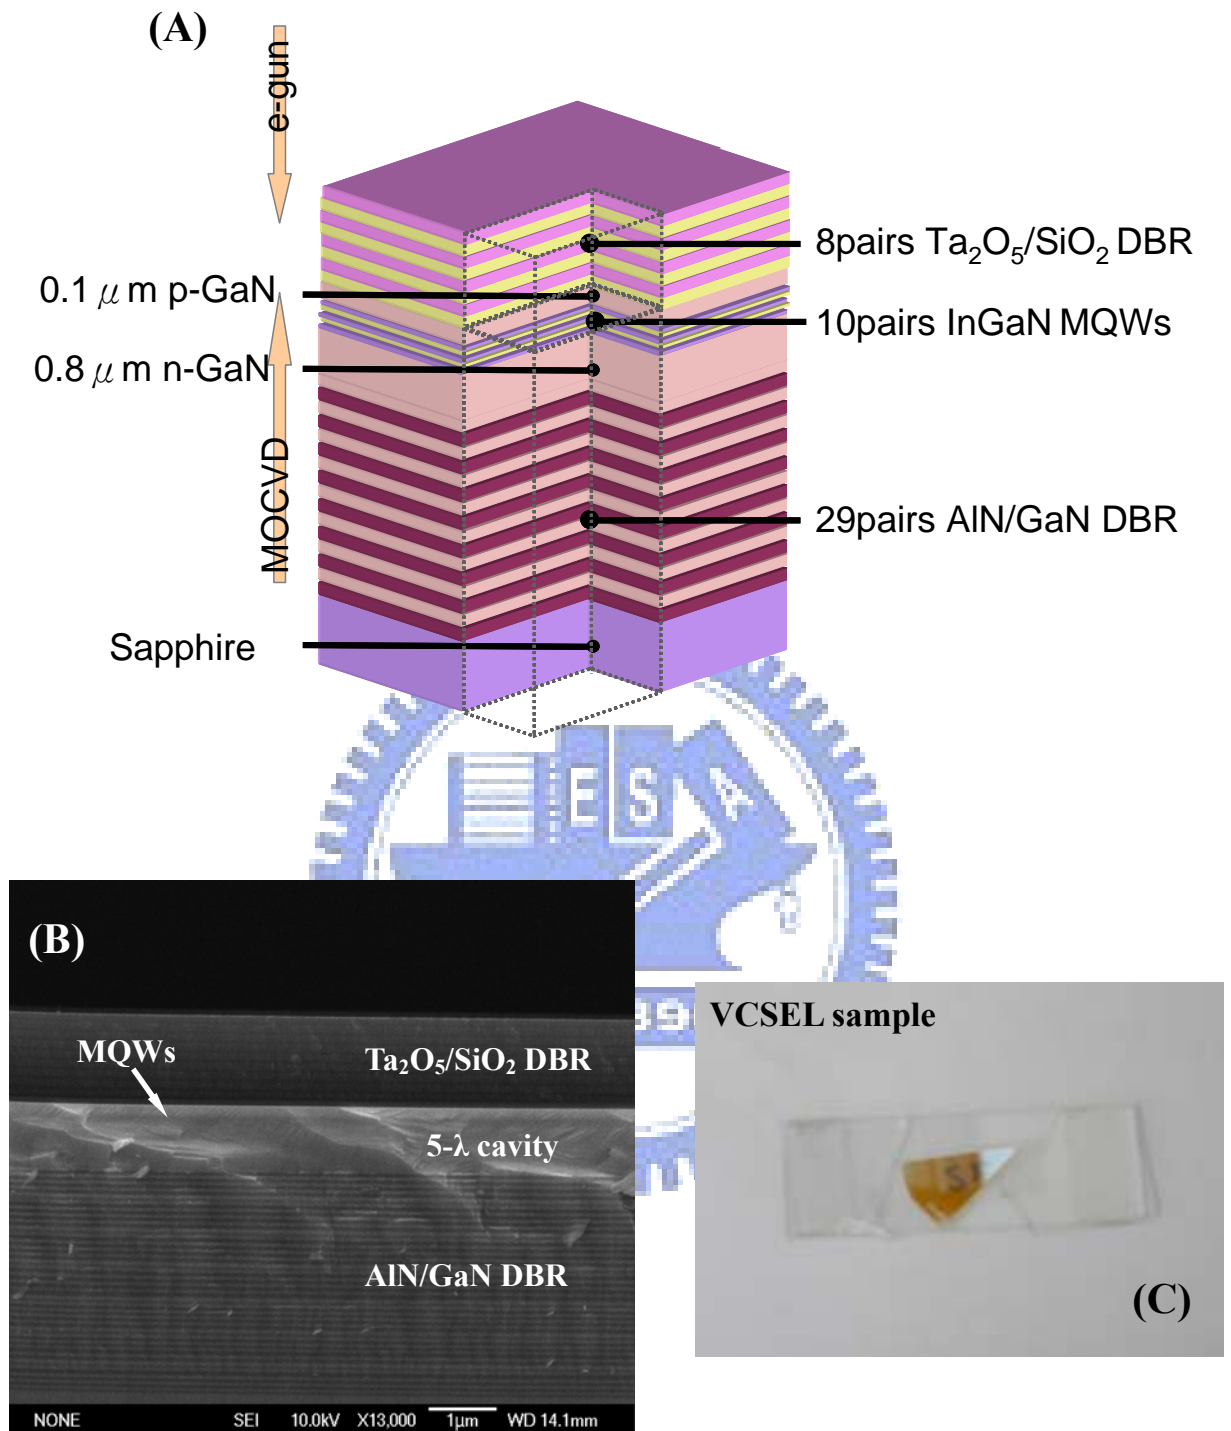 (A)
e-gun
8pairs Ta₂O₅/SiO₂ DBR
0.1 μm p-GaN
10pairs InGaN MQWs
0.8 μm n-GaN
MOCVD
29pairs AlN/GaN DBR
Sapphire
E S A
(B)
MQWs
Ta₂O₅/SiO₂ DBR
5-λ cavity
AlN/GaN DBR
NONE SEI 10.0kV X13,000 1μm WD 14.1mm
VCSEL sample
(C)